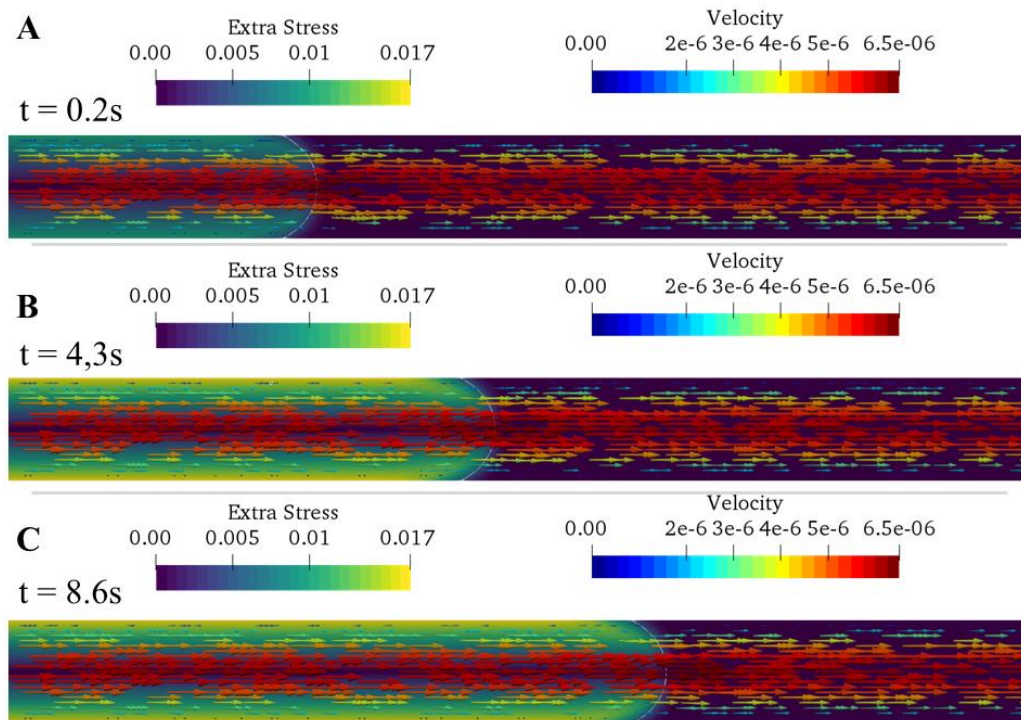 A
Extra Stress
0.00 0.005 0.01 0.017
Velocity
0.00 2e-6 3e-6 4e-6 5e-6 6.5e-06
t = 0.2s
B
Extra Stress
0.00 0.005 0.01 0.017
Velocity
0.00 2e-6 3e-6 4e-6 5e-6 6.5e-06
t = 4,3s
C
Extra Stress
0.00 0.005 0.01 0.017
Velocity
0.00 2e-6 3e-6 4e-6 5e-6 6.5e-06
t = 8.6s